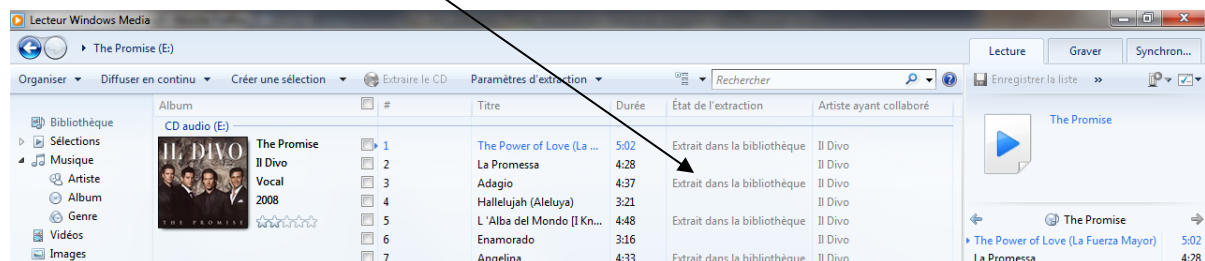 Lecteur Windows Media
The Promise (E:)
Lecture Graver Synchron...
Organiser Diffuser en continu Créer une sélection Extraire le CD Paramètres d'extraction Rechercher Enregistrer la liste »
Album # Titre Durée État de l'extraction Artiste ayant collaboré
Bibliothèque
Sélections
Musique
Artiste
Album
Genre
Vidéos
Images
CD audio (E:)
IL DIVO
THE PROMISE
The Promise
Il Divo
Vocal
2008
1 The Power of Love (La ... 5:02 Extrait dans la bibliothèque Il Divo
2 La Promessa 4:28 Il Divo
3 Adagio 4:37 Extrait dans la bibliothèque Il Divo
4 Hallelujah (Aleluya) 3:21 Il Divo
5 L 'Alba del Mondo [I Kn... 4:48 Extrait dans la bibliothèque Il Divo
6 Enamorado 3:16 Il Divo
7 Angelina 4:33 Extrait dans la bibliothèque Il Divo
The Promise
The Promise
The Power of Love (La Fuerza Mayor) 5:02
La Promessa 4:28